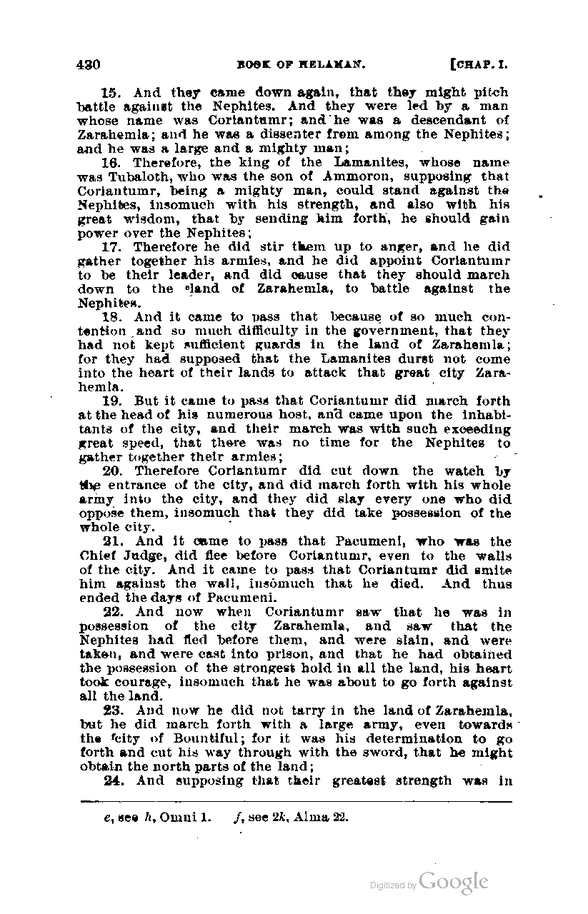 430 BOOK OF HELAMAN. [CHAP. I.
15. And they came down again, that they might pitch
battle against the Nephites. And they were led by a man
whose name was Coriantumr; and he was a descendant of
Zarahemla; and he was a dissenter from among the Nephites;
and he was a large and a mighty man;
16. Therefore, the king of the Lamanites, whose name
was Tubaloth, who was the son of Ammoron, supposing that
Coriantumr, being a mighty man, could stand against the
Nephites, insomuch with his strength, and also with his
great wisdom, that by sending him forth, he should gain
power over the Nephites;
17. Therefore he did stir them up to anger, and he did
gather together his armies, and he did appoint Coriantumr
to be their leader, and did cause that they should march
down to the ᵉland of Zarahemla, to battle against the
Nephites.
18. And it came to pass that because of so much con-
tention and so much difficulty in the government, that they
had not kept sufficient guards in the land of Zarahemla;
for they had supposed that the Lamanites durst not come
into the heart of their lands to attack that great city Zara-
hemla.
19. But it came to pass that Coriantumr did march forth
at the head of his numerous host, and came upon the inhabi-
tants of the city, and their march was with such exceeding
great speed, that there was no time for the Nephites to
gather together their armies;
20. Therefore Coriantumr did cut down the watch by
the entrance of the city, and did march forth with his whole
army into the city, and they did slay every one who did
oppose them, insomuch that they did take possession of the
whole city.
21. And it came to pass that Pacumeni, who was the
Chief Judge, did flee before Coriantumr, even to the walls
of the city. And it came to pass that Coriantumr did smite
him against the wall, insomuch that he died. And thus
ended the days of Pacumeni.
22. And now when Coriantumr saw that he was in
possession of the city Zarahemla, and saw that the
Nephites had fled before them, and were slain, and were
taken, and were cast into prison, and that he had obtained
the possession of the strongest hold in all the land, his heart
took courage, insomuch that he was about to go forth against
all the land.
23. And now he did not tarry in the land of Zarahemla,
but he did march forth with a large army, even towards
the ᶠcity of Bountiful; for it was his determination to go
forth and cut his way through with the sword, that he might
obtain the north parts of the land;
24. And supposing that their greatest strength was in
e, see h, Omni 1. f, see 2k, Alma 22.
Digitized by Google